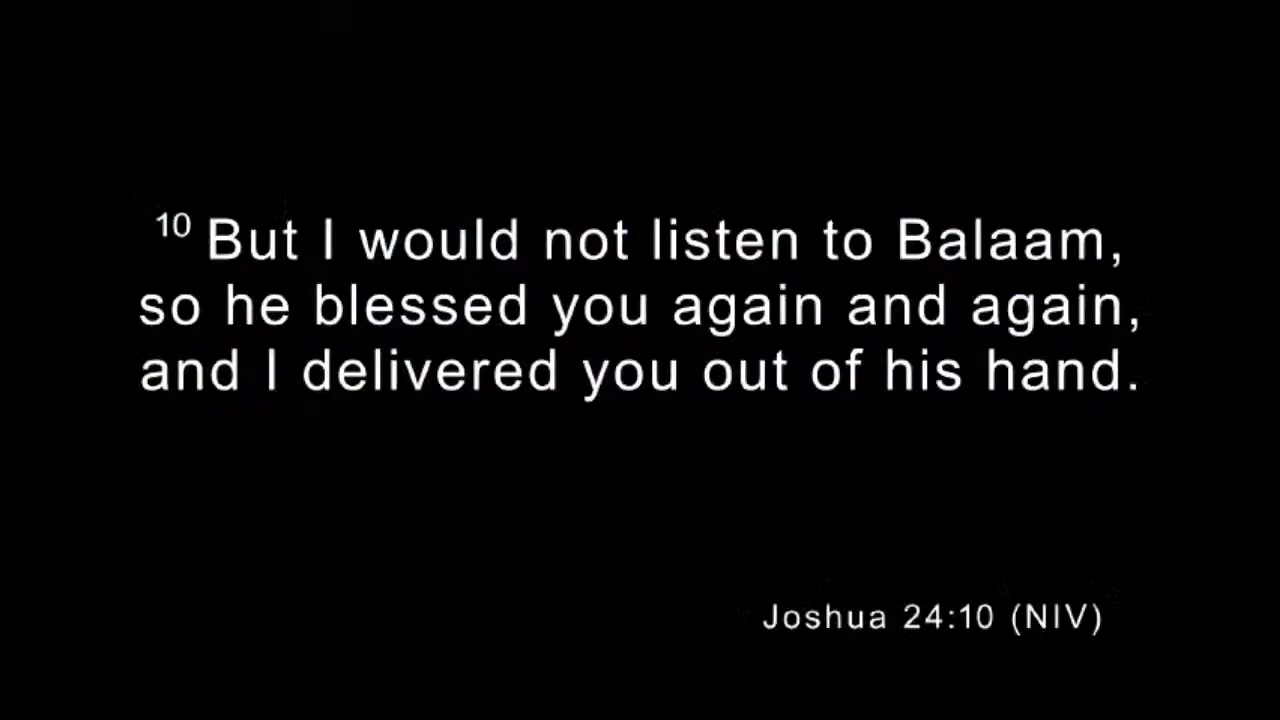 10 But I would not listen to Balaam,
so he blessed you again and again,
and I delivered you out of his hand.
Joshua 24:10 (NIV)